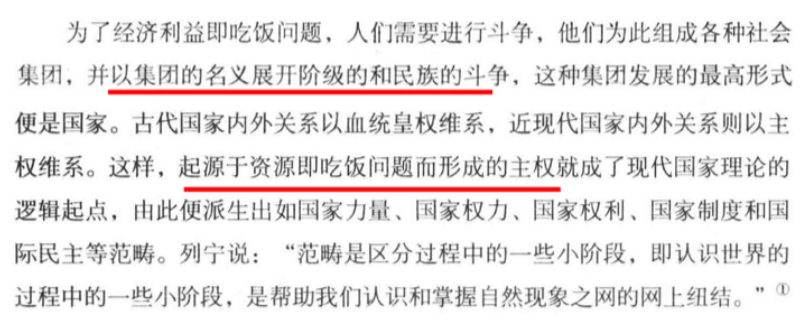 为了经济利益即吃饭问题，人们需要进行斗争，他们为此组成各种社会
集团，并以集团的名义展开阶级的和民族的斗争，这种集团发展的最高形式
便是国家。古代国家内外关系以血统皇权维系，近现代国家内外关系则以主
权维系。这样，起源于资源即吃饭问题而形成的主权就成了现代国家理论的
逻辑起点，由此便派生出如国家力量、国家权力、国家权利、国家制度和国
际民主等范畴。列宁说：“范畴是区分过程中的一些小阶段，即认识世界的
过程中的一些小阶段，是帮助我们认识和掌握自然现象之网的网上纽结。”①